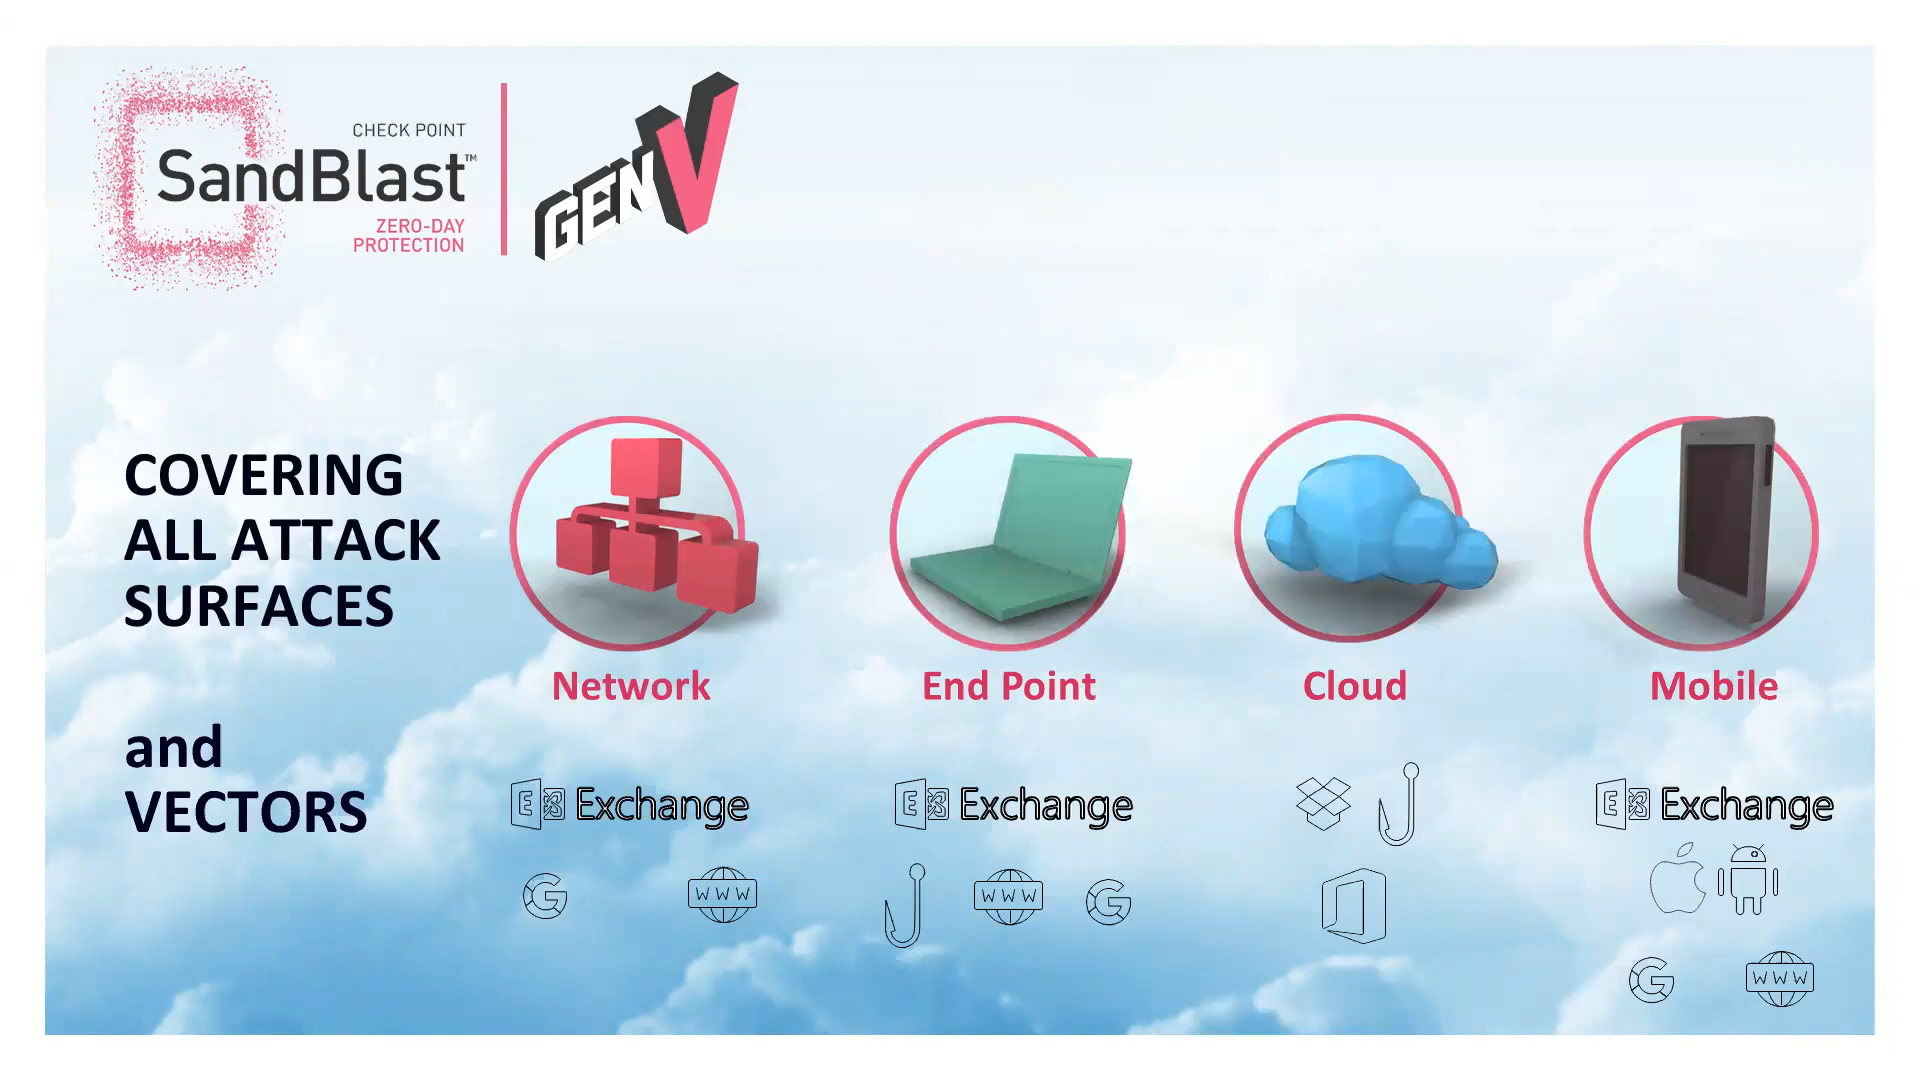 CHECK POINT
SandBlast™
ZERO-DAY
PROTECTION
GEN V
COVERING
ALL ATTACK
SURFACES
and
VECTORS
Network
End Point
Cloud
Mobile
E Exchange
E Exchange
E Exchange
G
WWW
WWW
G
G
WWW